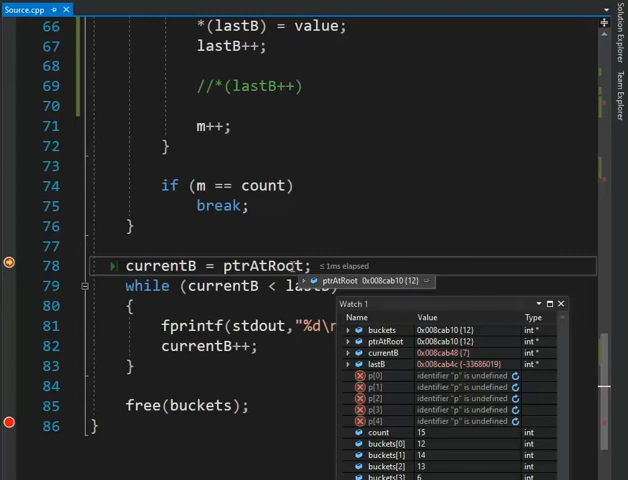 Source.cpp
66 *(lastB) = value;
67 lastB++;
68
69 //*(lastB++)
70
71 m++;
72 }
73
74 if (m == count)
75 break;
76 }
77
78 currentB = ptrAtRoot; ≤ 1ms elapsed
ptrAtRoot 0x008cab10 {12}
79 while (currentB < lastB)
80 {
81 fprintf(stdout,"%d\n
82 currentB++;
83 }
84
85 free(buckets);
86 }
Watch 1
Name Value Type
buckets 0x008cab10 {12} int *
ptrAtRoot 0x008cab10 {12} int *
currentB 0x008cab48 {7} int *
lastB 0x008cab4c {-33686019} int *
p[0] identifier "p" is undefined
p[1] identifier "p" is undefined
p[2] identifier "p" is undefined
p[3] identifier "p" is undefined
p[4] identifier "p" is undefined
count 15 int
buckets[0] 12 int
buckets[1] 14 int
buckets[2] 13 int
buckets[3] 6 int
Solution Explorer
Team Explorer